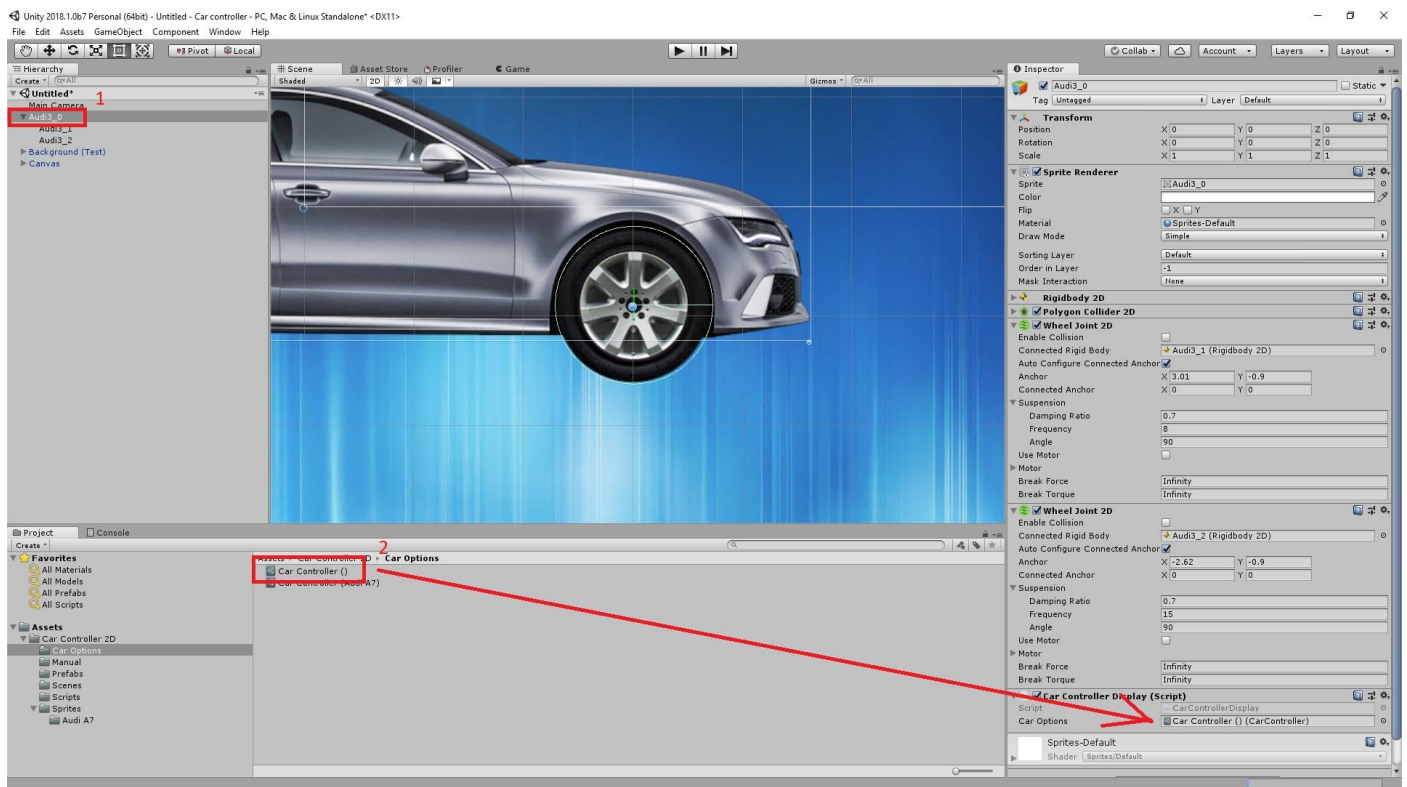 Unity 2018.1.0b7 Personal (64bit) - Untitled - Car controller - PC, Mac & Linux Standalone* <DX11>
File Edit Assets GameObject Component Window Help
Pivot Local Collab Account Layers Layout
Hierarchy
Create All
Untitled*
1
Main Camera
Audi3_0
Audi3_1
Audi3_2
Background (Test)
Canvas
Scene Asset Store Profiler Game
Shaded 2D Gizmos All
Inspector
Audi3_0 Static
Tag Untagged Layer Default
Transform
Position X 0 Y 0 Z 0
Rotation X 0 Y 0 Z 0
Scale X 1 Y 1 Z 1
Sprite Renderer
Sprite Audi3_0
Color
Flip X Y
Material Sprites-Default
Draw Mode Simple
Sorting Layer Default
Order in Layer -1
Mask Interaction None
Rigidbody 2D
Polygon Collider 2D
Wheel Joint 2D
Enable Collision
Connected Rigid Body Audi3_1 (Rigidbody 2D)
Auto Configure Connected Anchor
Anchor X 3.01 Y -0.9
Connected Anchor X 0 Y 0
Suspension
Damping Ratio 0.7
Frequency 8
Angle 90
Use Motor
Motor
Break Force Infinity
Break Torque Infinity
Wheel Joint 2D
Enable Collision
Connected Rigid Body Audi3_2 (Rigidbody 2D)
Auto Configure Connected Anchor
Anchor X -2.62 Y -0.9
Connected Anchor X 0 Y 0
Suspension
Damping Ratio 0.7
Frequency 15
Angle 90
Use Motor
Motor
Break Force Infinity
Break Torque Infinity
Car Controller Display (Script)
Script CarControllerDisplay
Car Options Car Controller () (CarController)
Sprites-Default
Shader Sprites/Default
Project Console
Create
Favorites
All Materials
All Models
All Prefabs
All Scripts
Assets
Car Controller 2D
Car Options
Manual
Prefabs
Scenes
Scripts
Sprites
Audi A7
2
Assets Car Controller 2D Car Options
Car Controller ()
Car Controller (Audi A7)